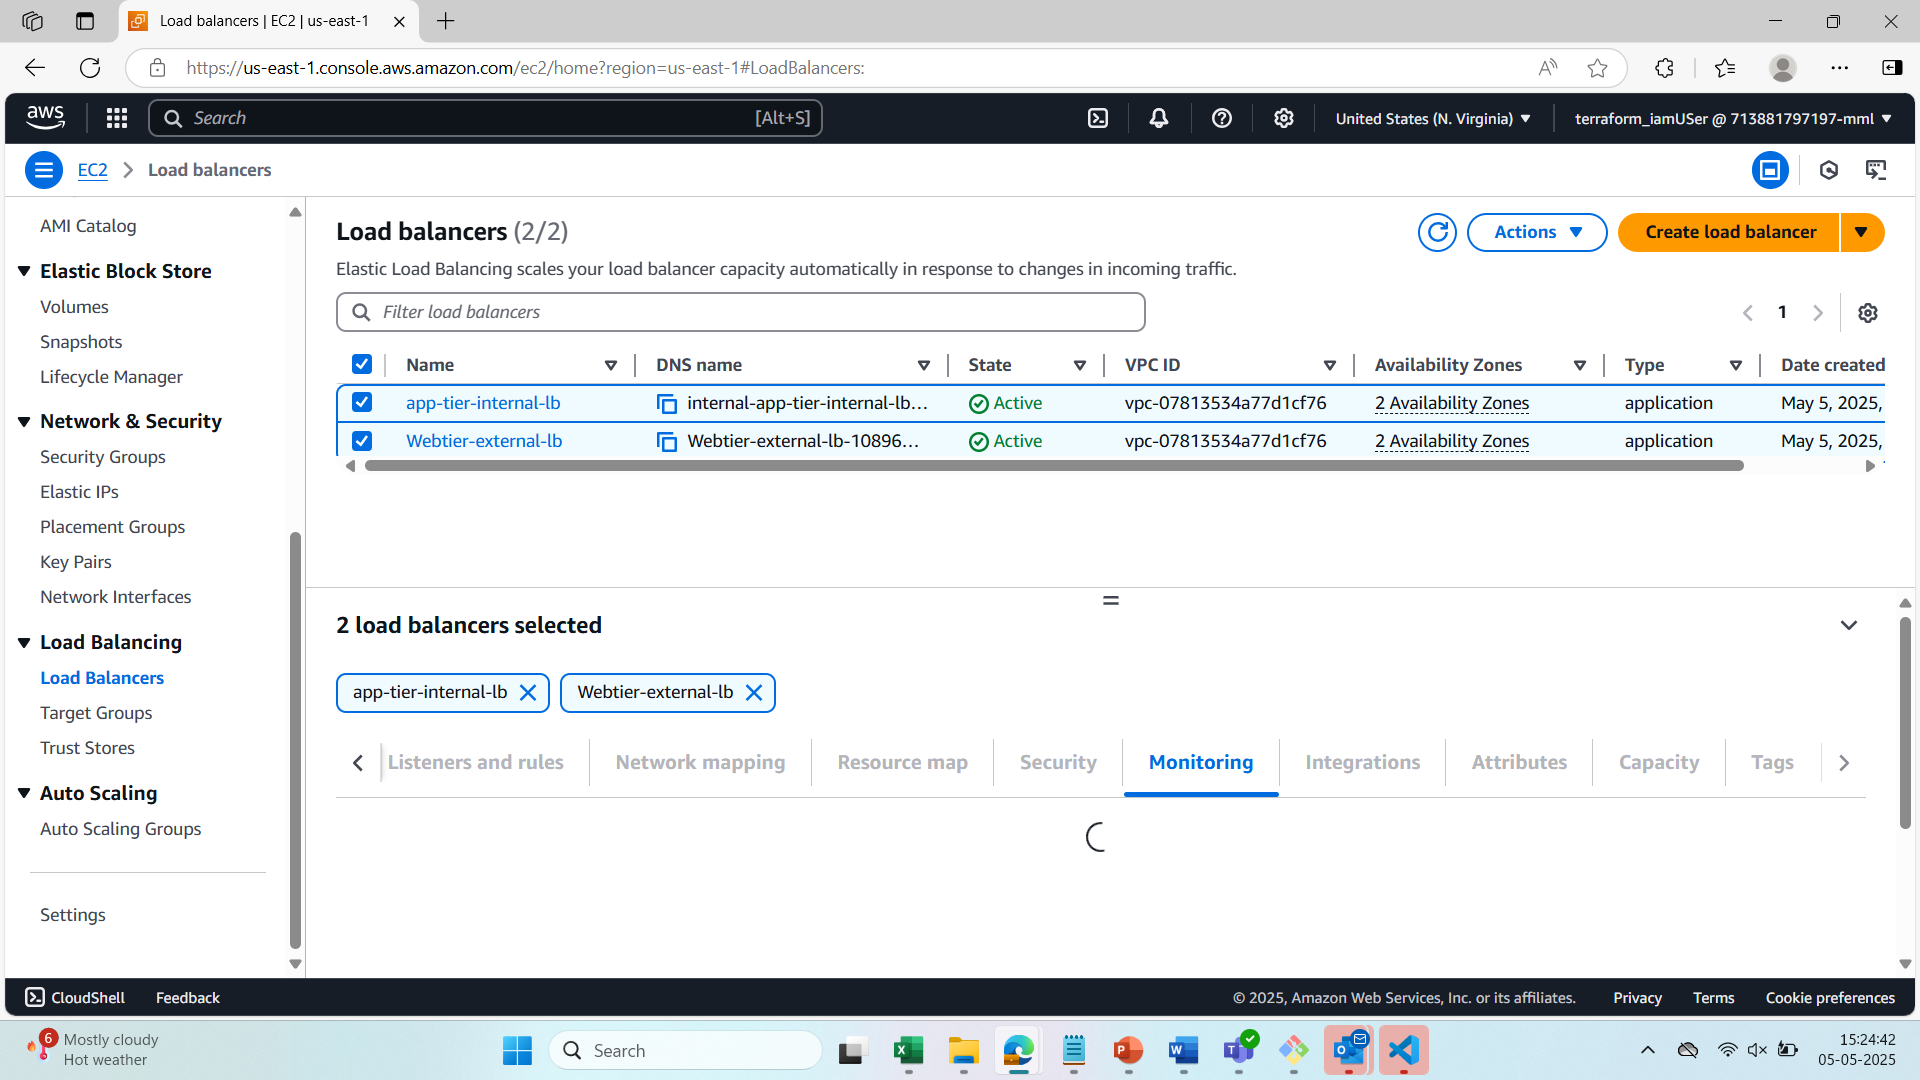 Load balancers | EC2 | us-east-1
https://us-east-1.console.aws.amazon.com/ec2/home?region=us-east-1#LoadBalancers:
aws
Search [Alt+S]
United States (N. Virginia)
terraform_iamUSer @ 713881797197-mml
EC2 > Load balancers
AMI Catalog
Elastic Block Store
Volumes
Snapshots
Lifecycle Manager
Network & Security
Security Groups
Elastic IPs
Placement Groups
Key Pairs
Network Interfaces
Load Balancing
Load Balancers
Target Groups
Trust Stores
Auto Scaling
Auto Scaling Groups
Settings
Load balancers (2/2)
Actions
Create load balancer
Elastic Load Balancing scales your load balancer capacity automatically in response to changes in incoming traffic.
Filter load balancers
1
Name DNS name State VPC ID Availability Zones Type Date created
app-tier-internal-lb internal-app-tier-internal-lb... Active vpc-07813534a77d1cf76 2 Availability Zones application May 5, 2025,
Webtier-external-lb Webtier-external-lb-10896... Active vpc-07813534a77d1cf76 2 Availability Zones application May 5, 2025,
2 load balancers selected
app-tier-internal-lb Webtier-external-lb
Listeners and rules Network mapping Resource map Security Monitoring Integrations Attributes Capacity Tags
CloudShell Feedback
© 2025, Amazon Web Services, Inc. or its affiliates. Privacy Terms Cookie preferences
6
Mostly cloudy
Hot weather
Search
15:24:42
05-05-2025